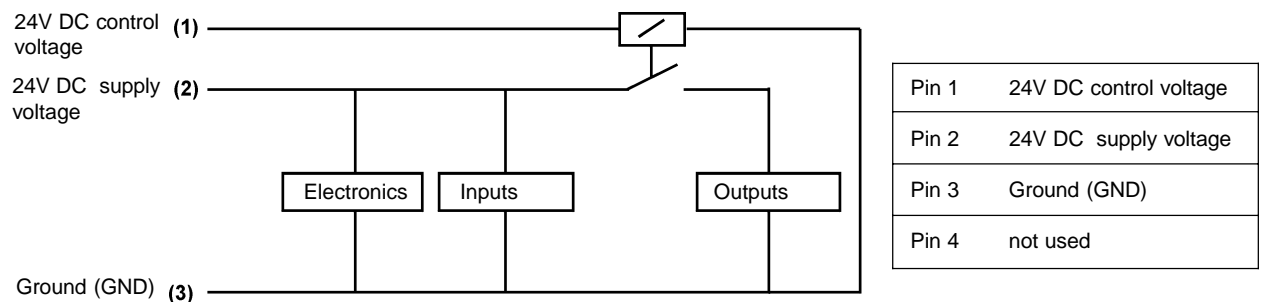 24V DC control (1)
voltage
24V DC supply (2)
voltage
Electronics
Inputs
Outputs
Ground (GND) (3)
Pin 1 24V DC control voltage
Pin 2 24V DC supply voltage
Pin 3 Ground (GND)
Pin 4 not used